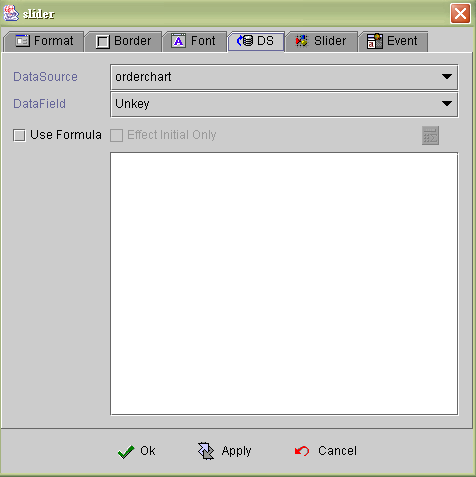 slider
Format Border Font DS Slider Event
DataSource orderchart
DataField Unkey
Use Formula Effect Initial Only
Ok Apply Cancel